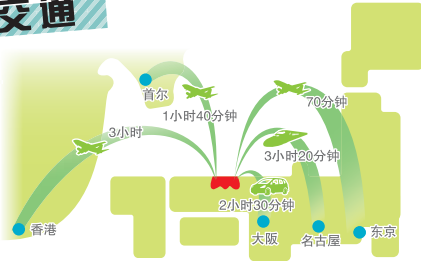 交通
首尔
1小时40分钟
70分钟
3小时
3小时20分钟
2小时30分钟
香港
大阪
名古屋
东京